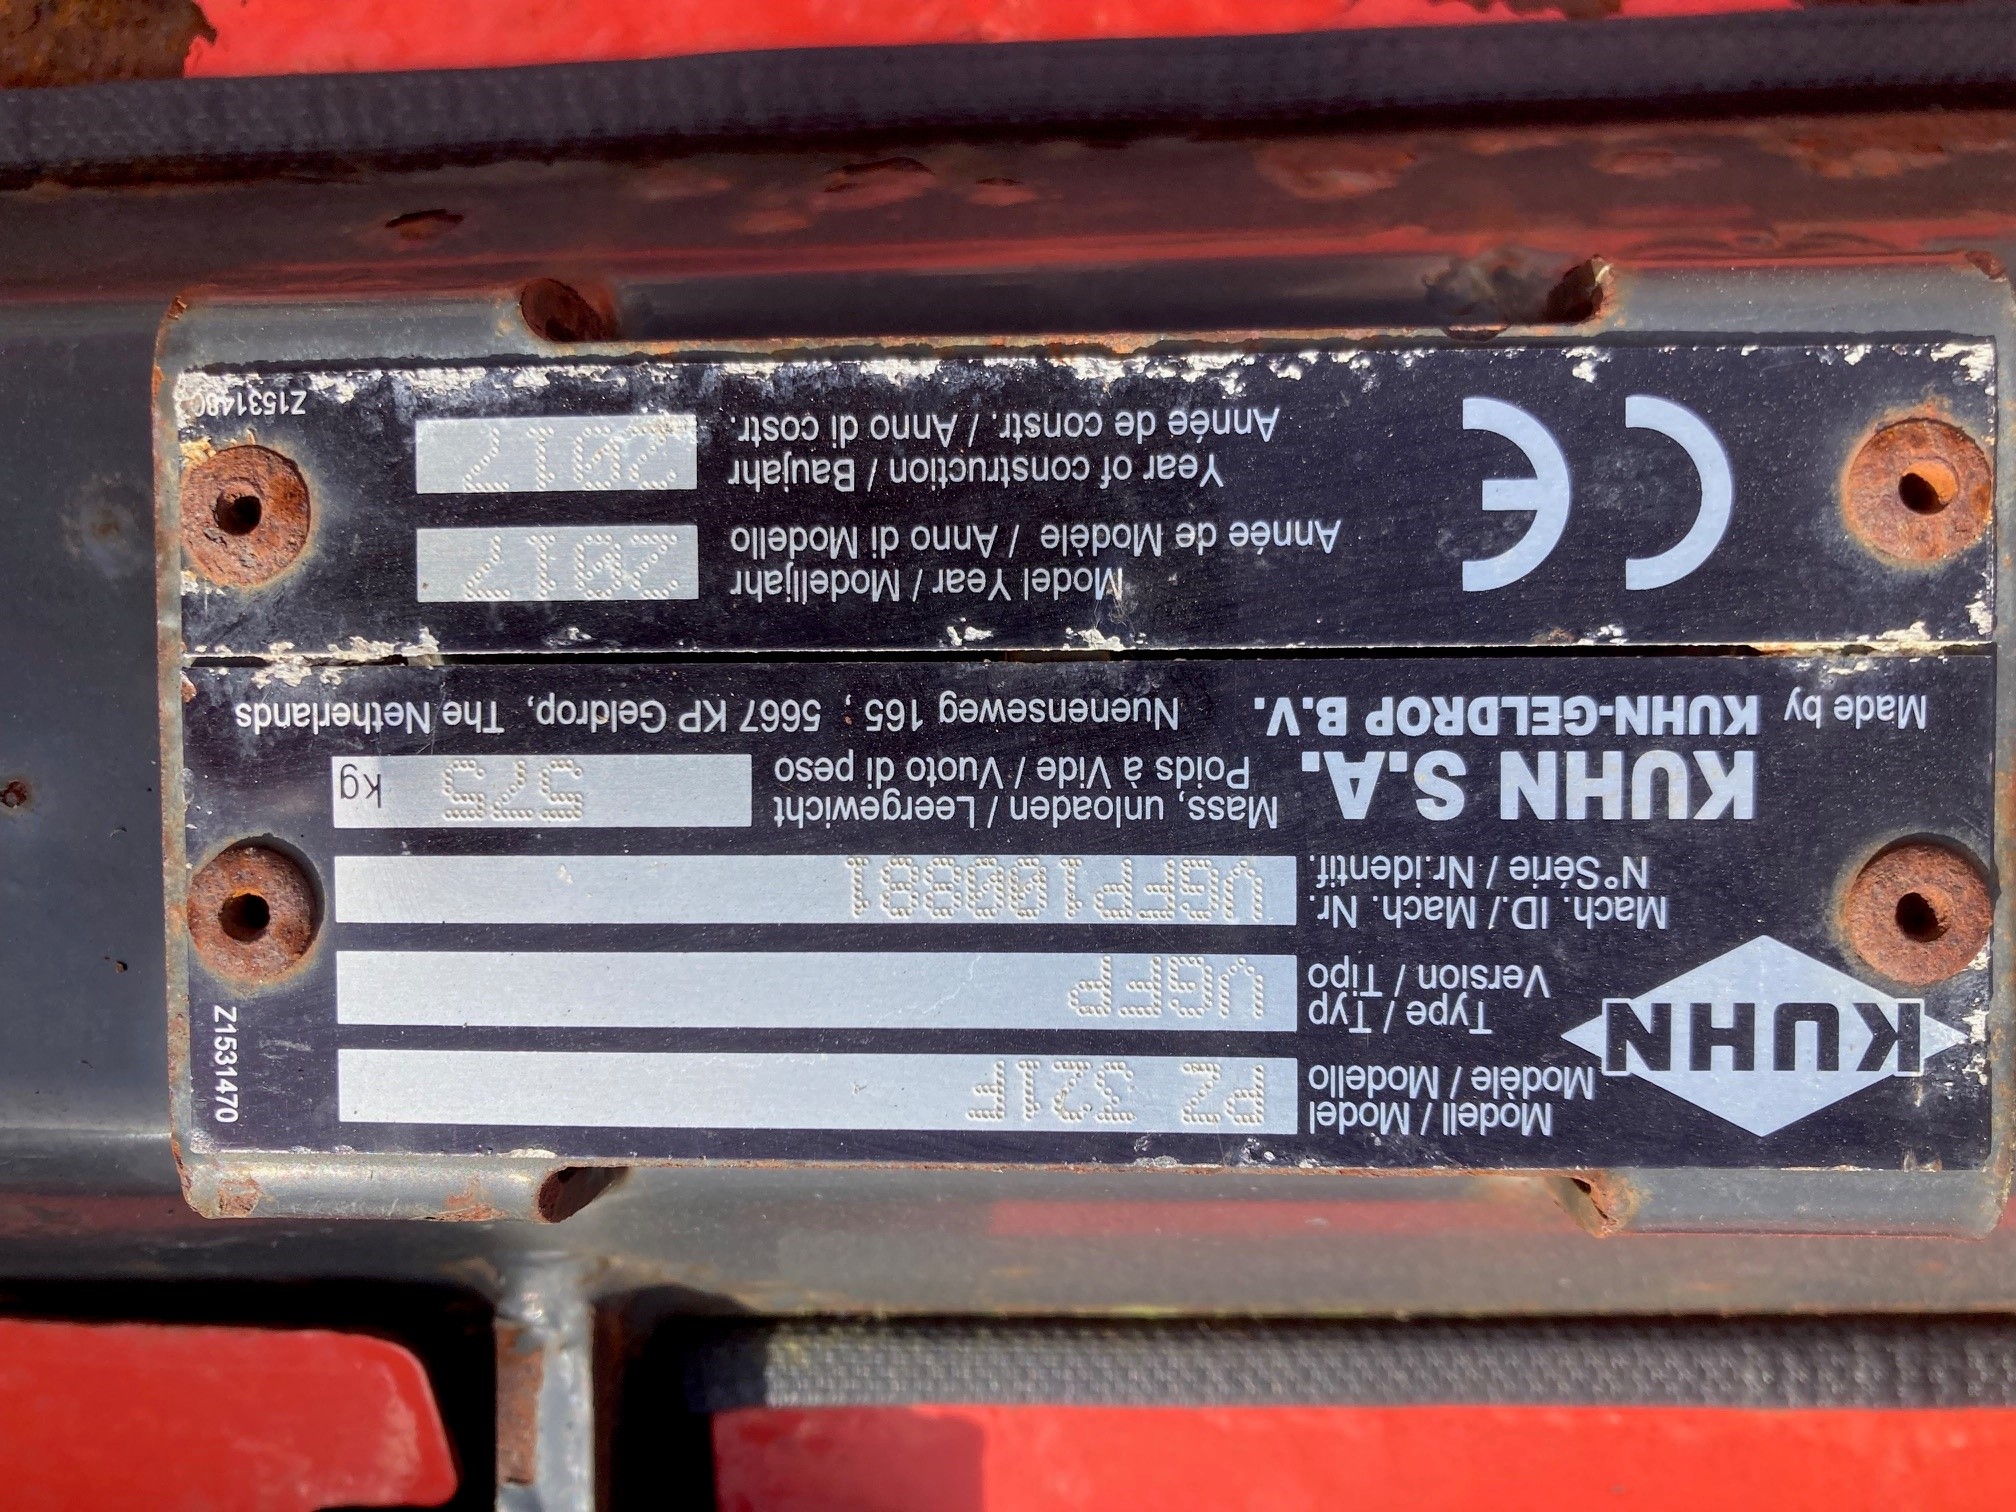 KUHN
Modell / Model
Modèle / Modello
PZ 321F
Type / Typ
Version / Tipo
VGFP
Mach. ID./ Mach. Nr.
N°Série / Nr.identif.
VGFP100881
KUHN S.A.
Mass, unloaden / Leergewicht
Poids à Vide / Vuoto di peso
575 kg
Made by KUHN-GELDROP B.V. Nuenenseweg 165, 5667 KP Geldrop, The Netherlands
Z1531470
CE
Model Year / Modelljahr
Année de Modèle / Anno di Modello
2017
Year of construction / Baujahr
Année de constr. / Anno di costr.
2017